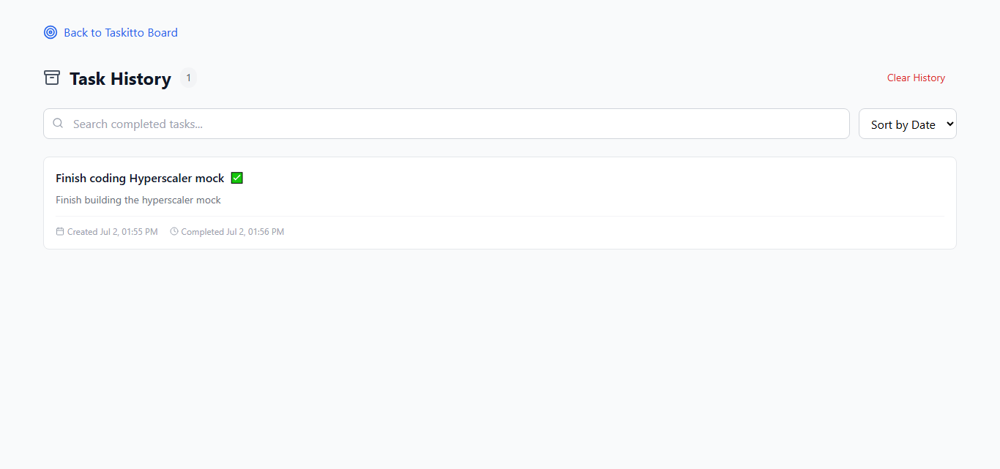 Back to Taskitto Board
Task History 1
Clear History
Search completed tasks...
Sort by Date
Finish coding Hyperscaler mock ✅
Finish building the hyperscaler mock
Created Jul 2, 01:55 PM Completed Jul 2, 01:56 PM